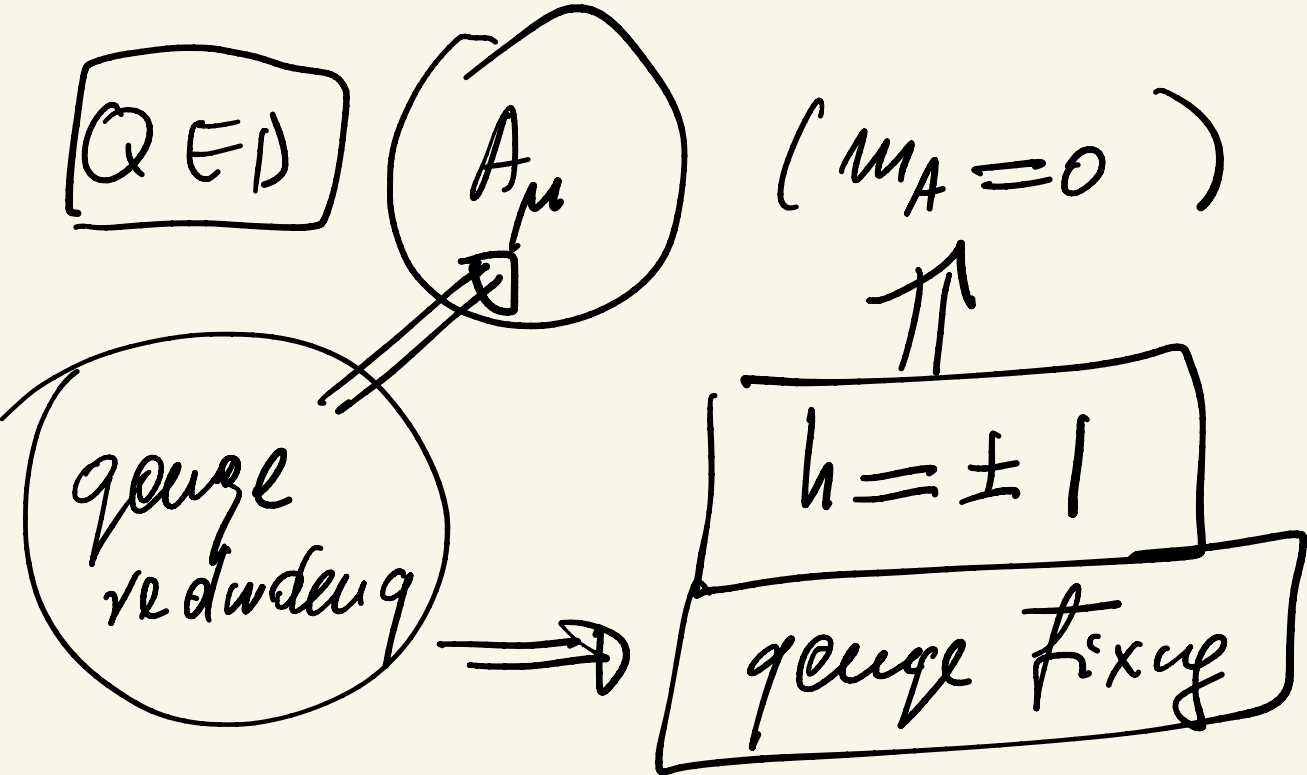 QED
A_μ
(m_A = 0)
h = ± 1
gauge
redundancy
gauge fixing